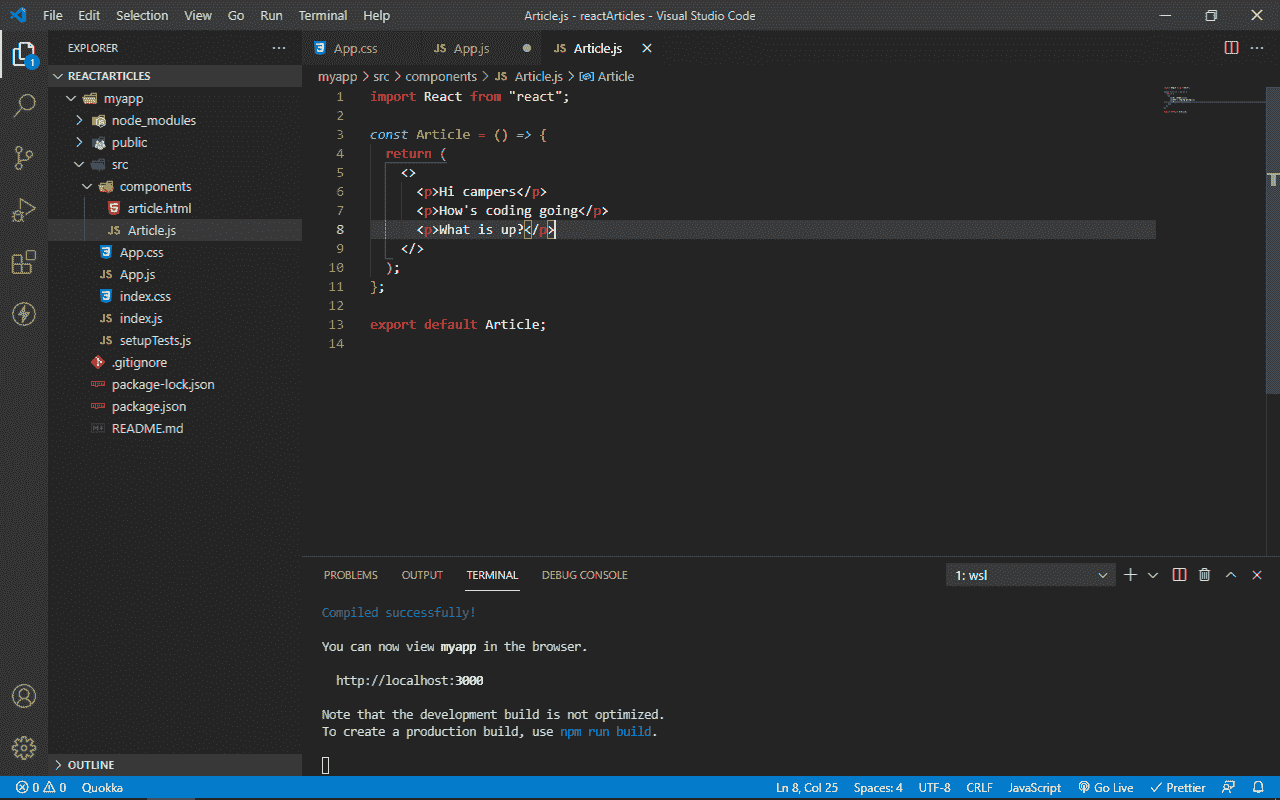 File Edit Selection View Go Run Terminal Help Article.js - reactArticles - Visual Studio Code
1
EXPLORER
REACTARTICLES
myapp
node_modules
public
src
components
article.html
JS Article.js
App.css
JS App.js
index.css
JS index.js
JS setupTests.js
.gitignore
package-lock.json
package.json
README.md
OUTLINE
App.css JS App.js JS Article.js
myapp > src > components > JS Article.js > Article
1 import React from "react";
2
3 const Article = () => {
4 return (
5 <>
6 <p>Hi campers</p>
7 <p>How's coding going</p>
8 <p>What is up?</p>
9 </>
10 );
11 };
12
13 export default Article;
14
PROBLEMS OUTPUT TERMINAL DEBUG CONSOLE 1: wsl
Compiled successfully!
You can now view myapp in the browser.
http://localhost:3000
Note that the development build is not optimized.
To create a production build, use npm run build.
0 0 Quokka Ln 8, Col 25 Spaces: 4 UTF-8 CRLF JavaScript Go Live Prettier